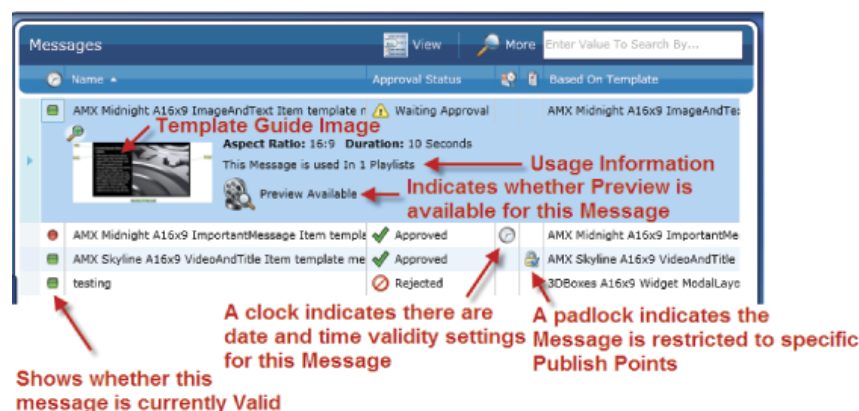 Messages View More Enter Value To Search By...
Name Approval Status Based On Template
AMX Midnight A16x9 ImageAndText Item template n Waiting Approval AMX Midnight A16x9 ImageAndTe
Template Guide Image
Aspect Ratio: 16:9 Duration: 10 Seconds
This Message is used In 1 Playlists
Usage Information
Preview Available
Indicates whether Preview is
available for this Message
AMX Midnight A16x9 ImportantMessage Item templa Approved AMX Midnight A16x9 ImportantMe
AMX Skyline A16x9 VideoAndTitle Item template me Approved AMX Skyline A16x9 VideoAndTitle
testing Rejected 3DBoxes A16x9 Widget ModalLayo
A clock indicates there are
date and time validity settings
for this Message
A padlock indicates the
Message is restricted to specific
Publish Points
Shows whether this
message is currently Valid